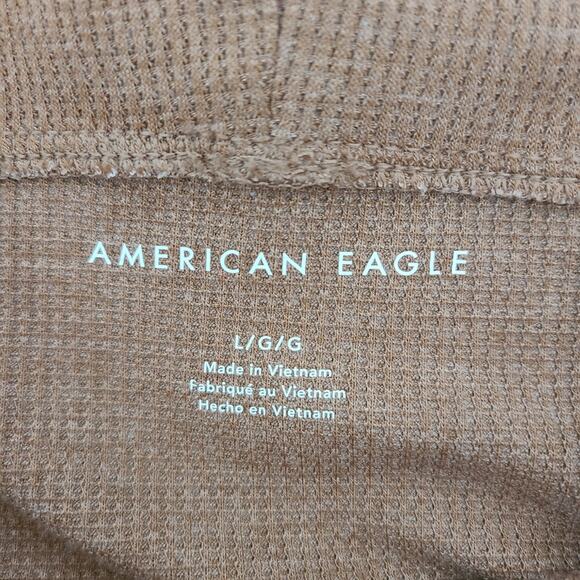 AMERICAN EAGLE
L/G/G
Made in Vietnam
Fabriqué au Vietnam
Hecho en Vietnam